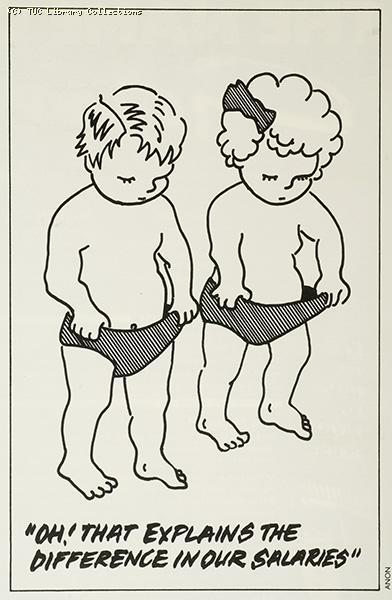 (C) TUC Library Collections
"OH! THAT EXPLAINS THE
DIFFERENCE IN OUR SALARIES"
ANON